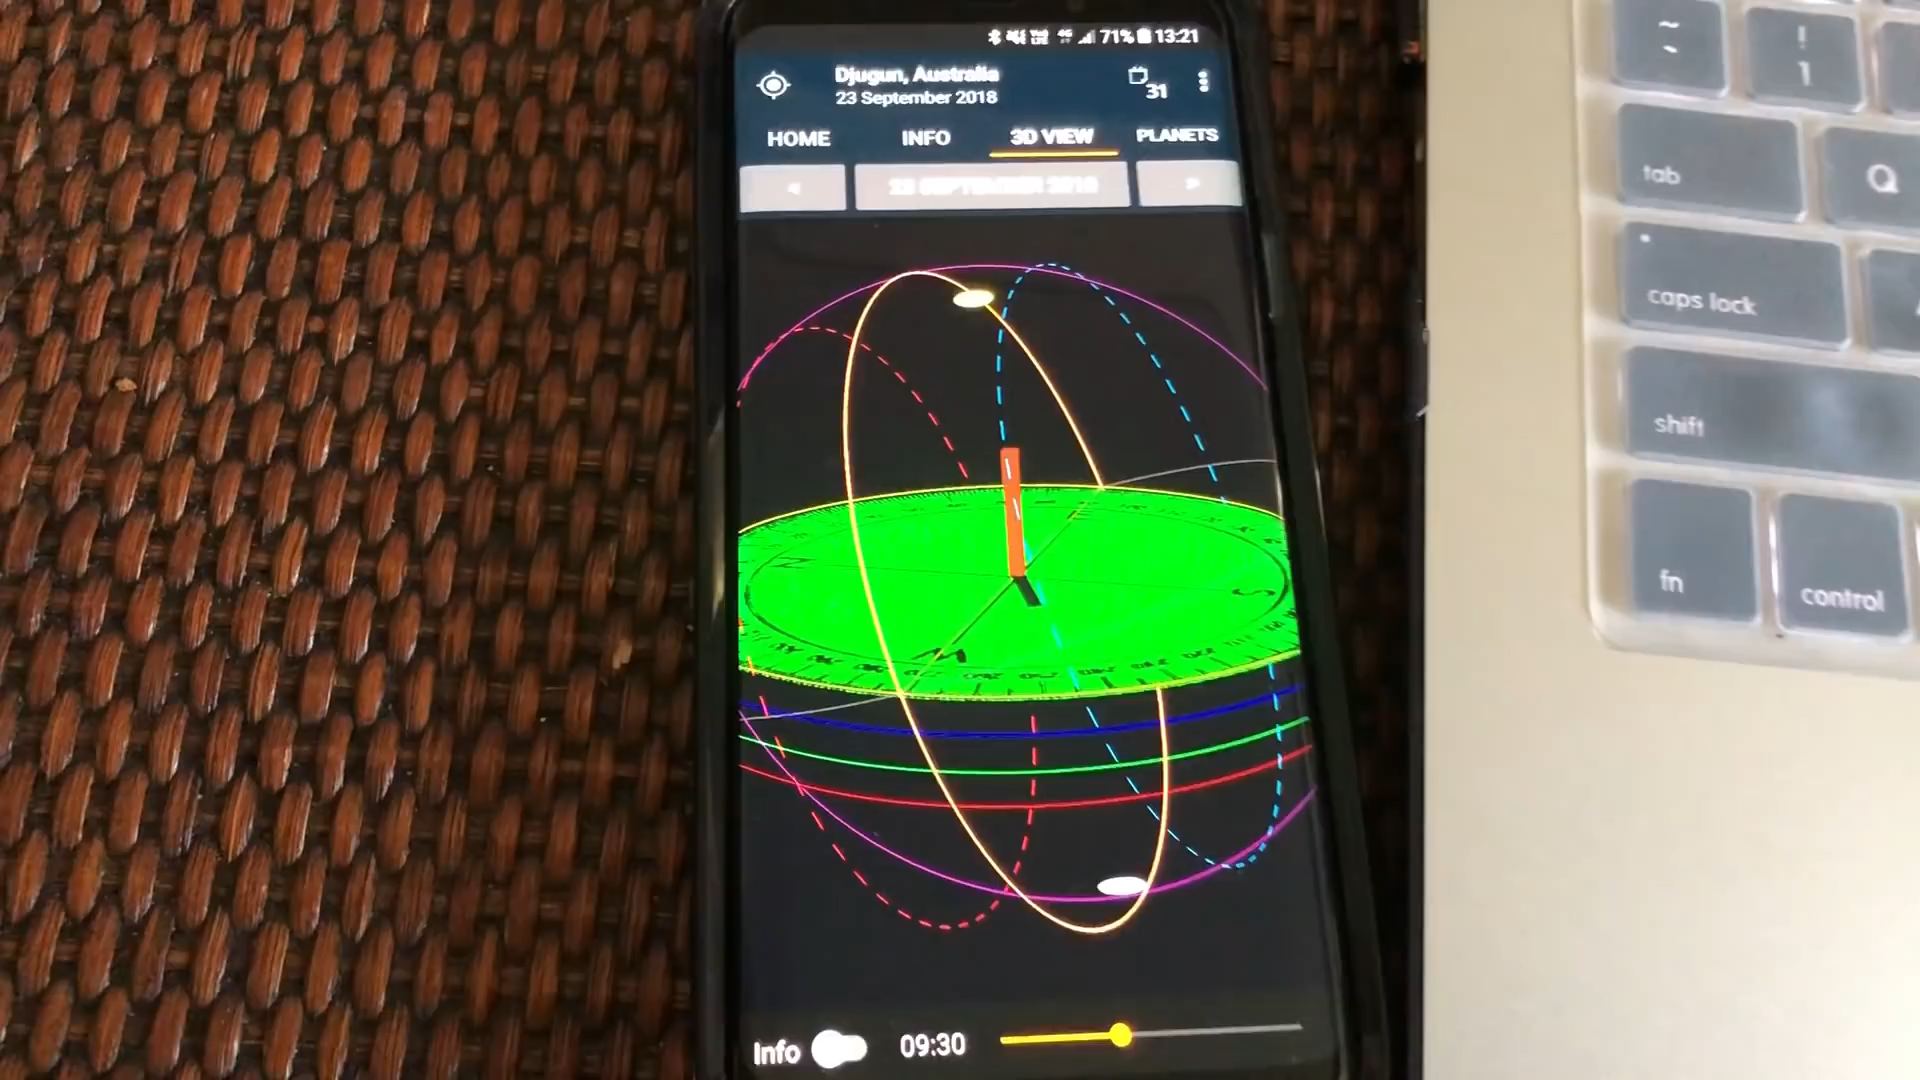 71% 13:21
Djugun, Australia
23 September 2018
31
HOME INFO 3D VIEW PLANETS
N
S
W
Info 09:30
~
`
!
1
tab
Q
caps lock
shift
fn
control